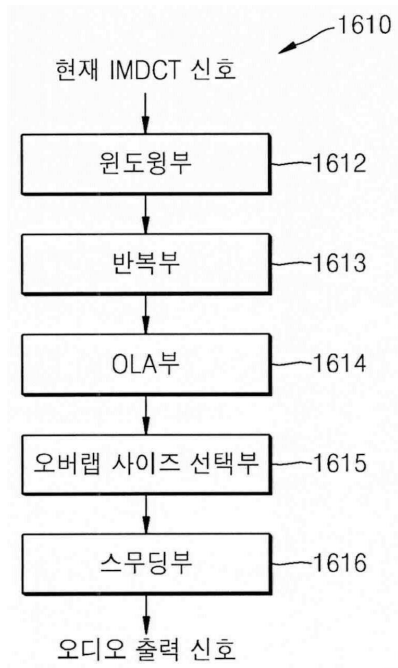 1610
현재 IMDCT 신호
윈도윙부 1612
반복부 1613
OLA부 1614
오버랩 사이즈 선택부 1615
스무딩부 1616
오디오 출력 신호